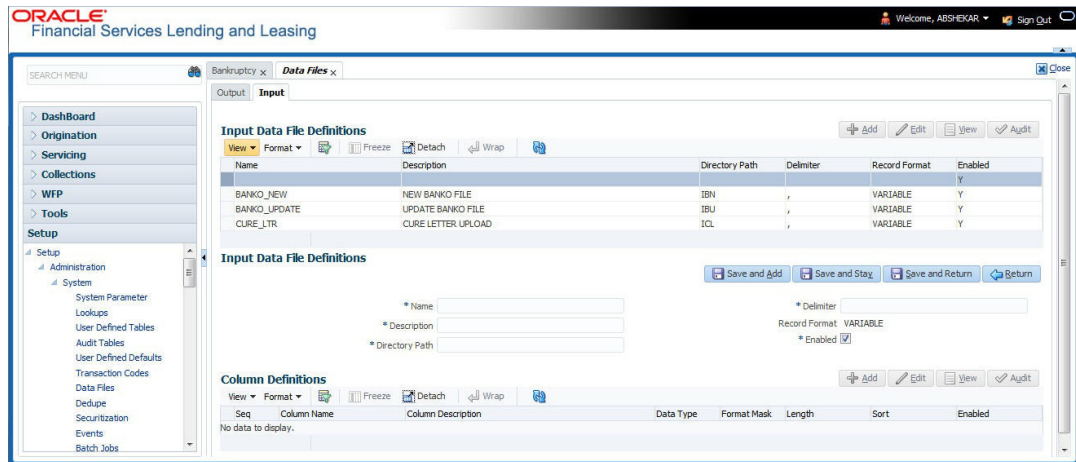 ORACLE
Financial Services Lending and Leasing
Welcome, ABSHEKAR
Sign Out
SEARCH MENU
Bankruptcy x Data Files x
Close
Output Input
DashBoard
Origination
Servicing
Collections
WFP
Tools
Setup
Setup
Administration
System
System Parameter
Lookups
User Defined Tables
Audit Tables
User Defined Defaults
Transaction Codes
Data Files
Dedupe
Securitization
Events
Batch Jobs
Input Data File Definitions
Add Edit View Audit
View Format Freeze Detach Wrap
Name Description Directory Path Delimiter Record Format Enabled
Y
BANKO_NEW NEW BANKO FILE IBN , VARIABLE Y
BANKO_UPDATE UPDATE BANKO FILE IBU , VARIABLE Y
CURE_LTR CURE LETTER UPLOAD ICL , VARIABLE Y
Input Data File Definitions
Save and Add Save and Stay Save and Return Return
* Name
* Description
* Directory Path
* Delimiter
Record Format VARIABLE
* Enabled
Column Definitions
Add Edit View Audit
View Format Freeze Detach Wrap
Seq Column Name Column Description Data Type Format Mask Length Sort Enabled
No data to display.